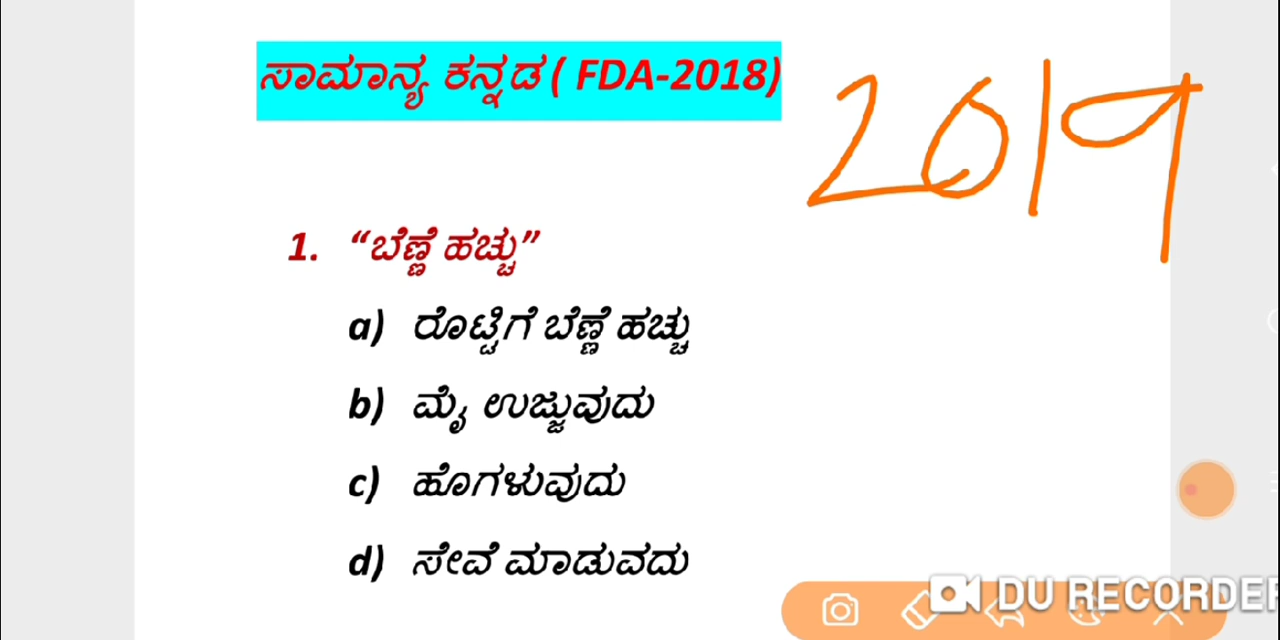 ಸಾಮಾನ್ಯ ಕನ್ನಡ ( FDA-2018)
2019
1. “ಬೆಣ್ಣೆ ಹಚ್ಚು”
a) ರೊಟ್ಟಿಗೆ ಬೆಣ್ಣೆ ಹಚ್ಚು
b) ಮೈ ಉಜ್ಜುವುದು
c) ಹೊಗಳುವುದು
d) ಸೇವೆ ಮಾಡುವದು
DU RECORDER